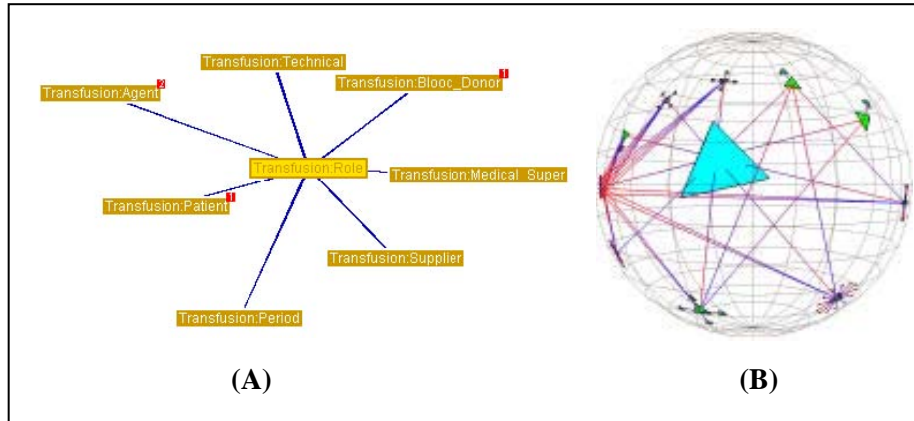 Transfusion:Technical
Transfusion:Agent
2
Transfusion:Blooc_Donor
1
Transfusion:Role
Transfusion:Medical_Super
Transfusion:Patient
1
Transfusion:Supplier
Transfusion:Period
(A)
(B)